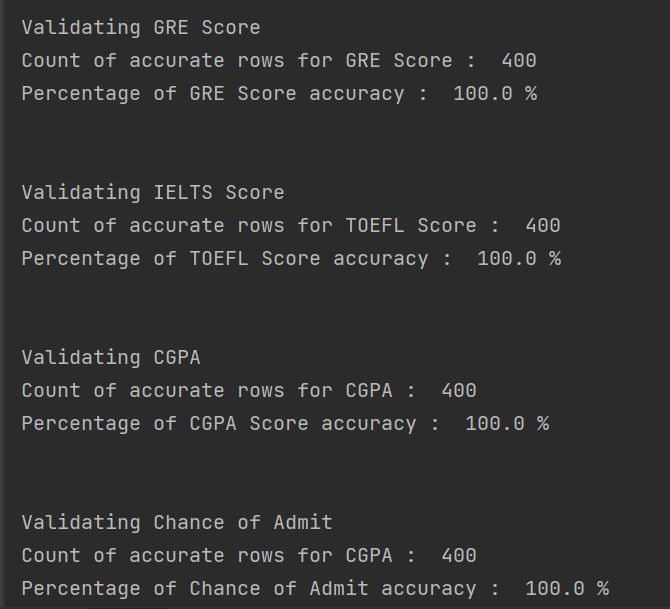 Validating GRE Score
Count of accurate rows for GRE Score :  400
Percentage of GRE Score accuracy :  100.0 %
Validating IELTS Score
Count of accurate rows for TOEFL Score :  400
Percentage of TOEFL Score accuracy :  100.0 %
Validating CGPA
Count of accurate rows for CGPA :  400
Percentage of CGPA Score accuracy :  100.0 %
Validating Chance of Admit
Count of accurate rows for CGPA :  400
Percentage of Chance of Admit accuracy :  100.0 %